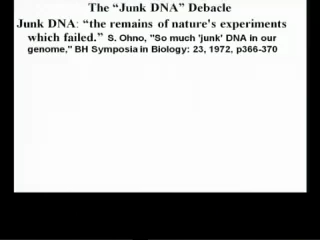 The “Junk DNA” Debacle
Junk DNA: “the remains of nature's experiments
which failed.” S. Ohno, "So much 'junk' DNA in our
genome," BH Symposia in Biology: 23, 1972, p366-370